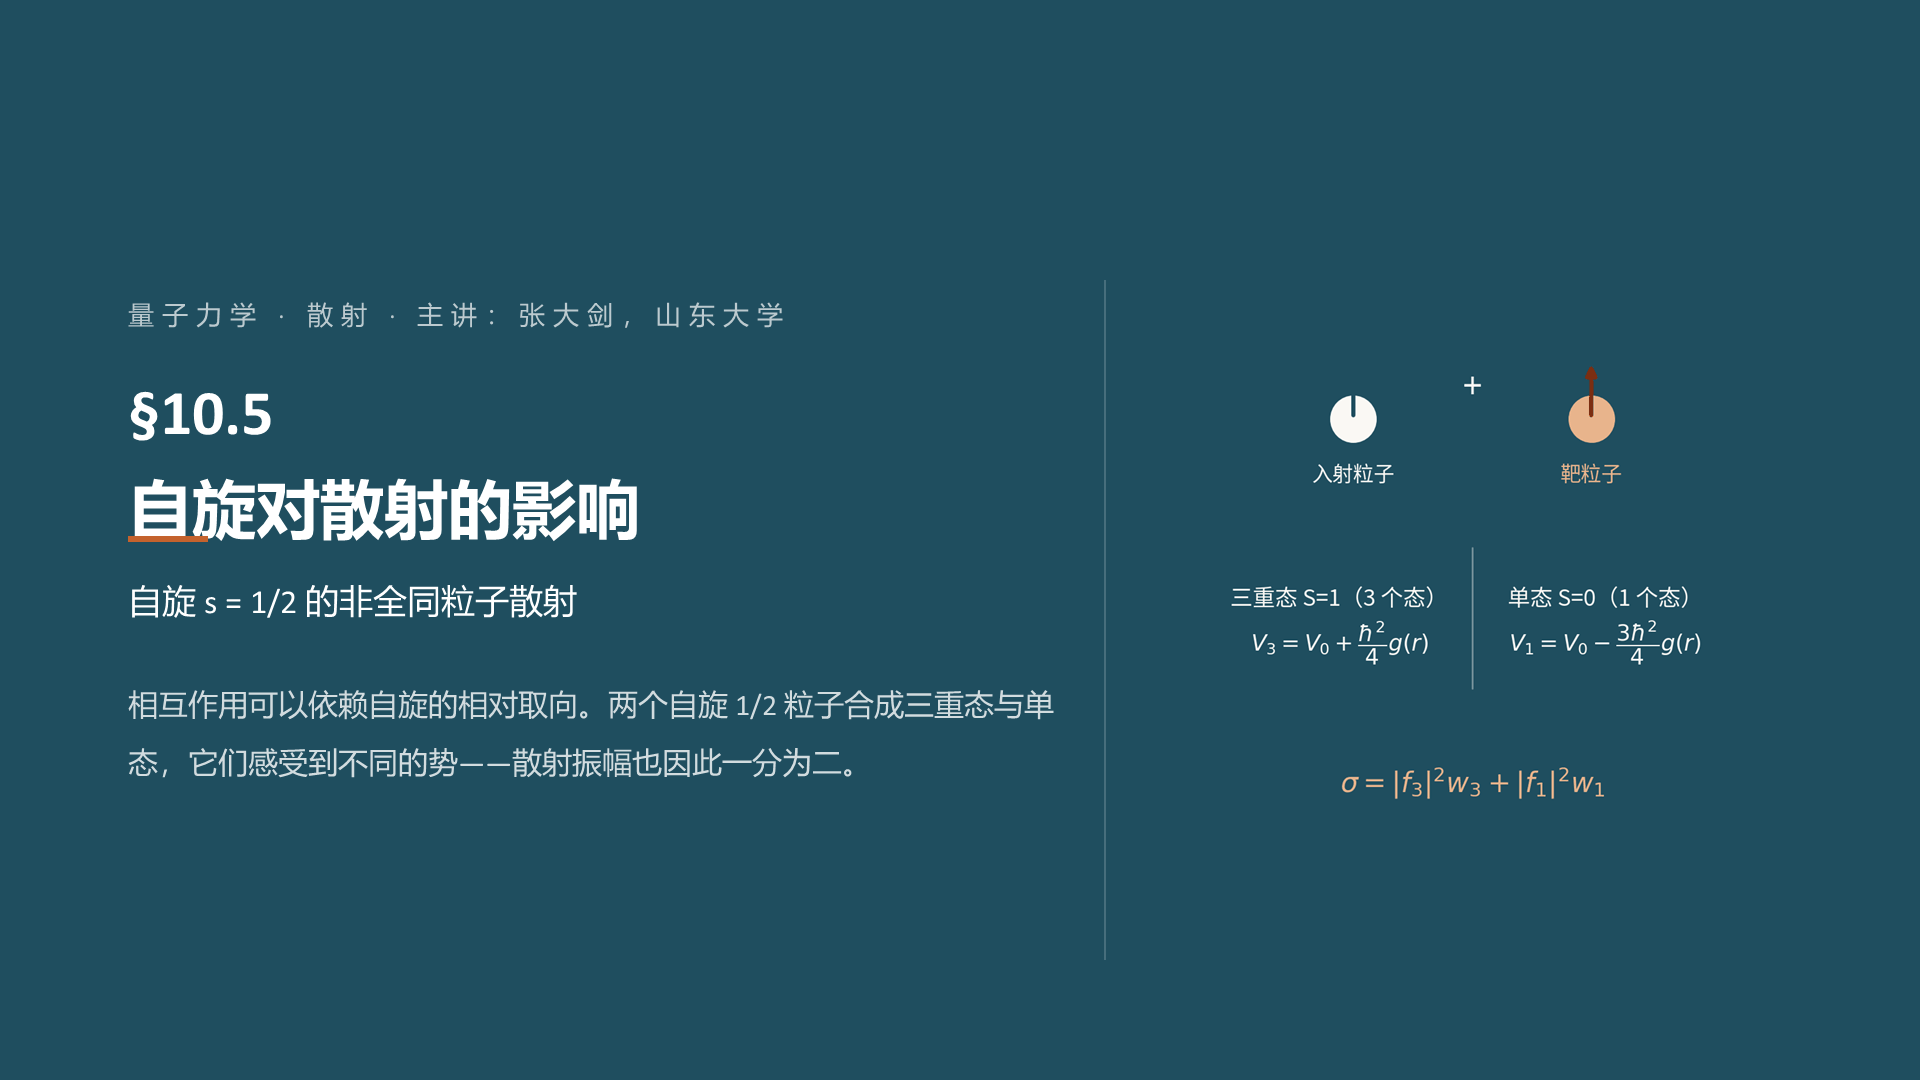 量子力学 · 散射 · 主讲：张大剑，山东大学
§10.5
自旋对散射的影响
自旋 s = 1/2 的非全同粒子散射
相互作用可以依赖自旋的相对取向。两个自旋 1/2 粒子合成三重态与单
态，它们感受到不同的势——散射振幅也因此一分为二。
+
入射粒子 靶粒子
三重态 S=1（3 个态） 单态 S=0（1 个态）
V₃ = V₀ + ħ²/4 g(r) V₁ = V₀ − 3ħ²/4 g(r)
σ = |f₃|²w₃ + |f₁|²w₁